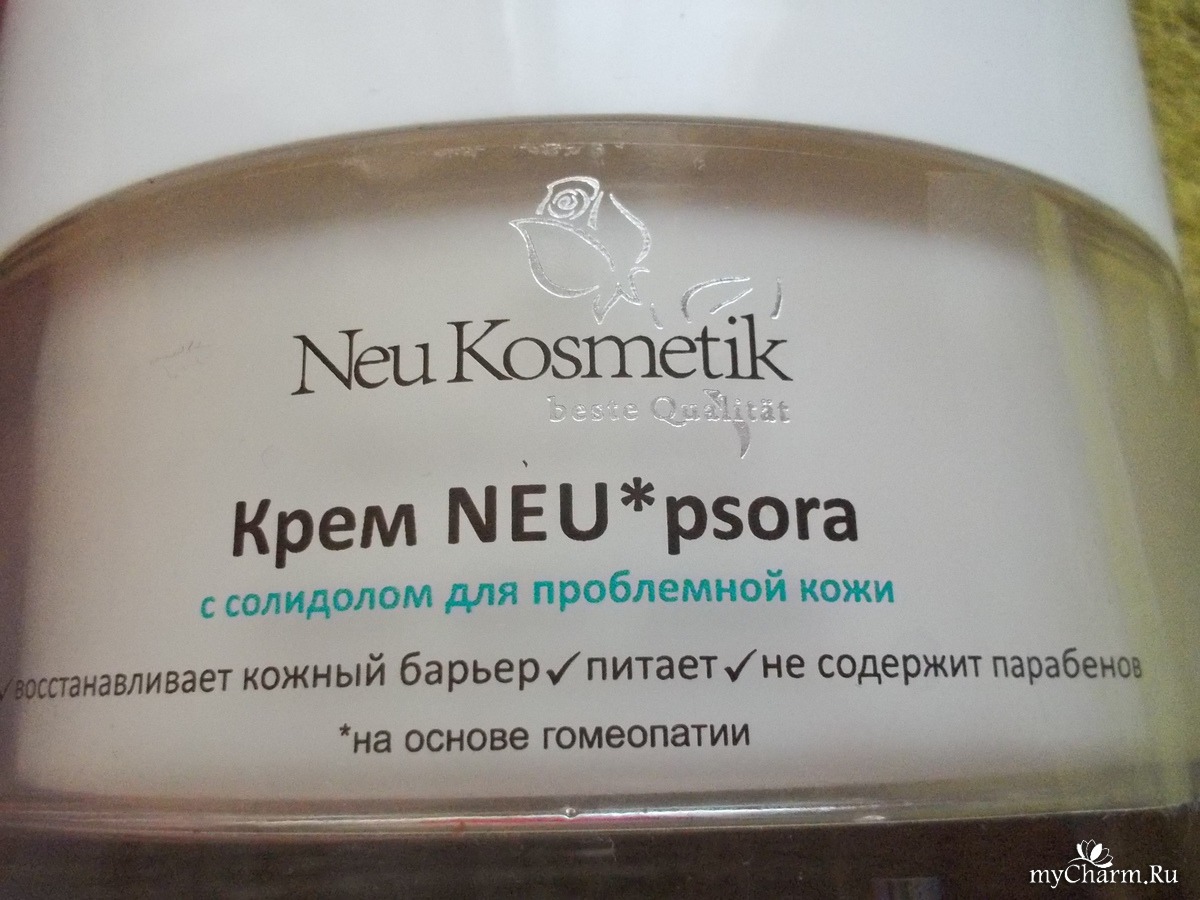 Neu Kosmetik
beste Qualität
Крем NEU*psora
с солидолом для проблемной кожи
✓восстанавливает кожный барьер✓питает✓не содержит парабенов
*на основе гомеопатии
myCharm.Ru